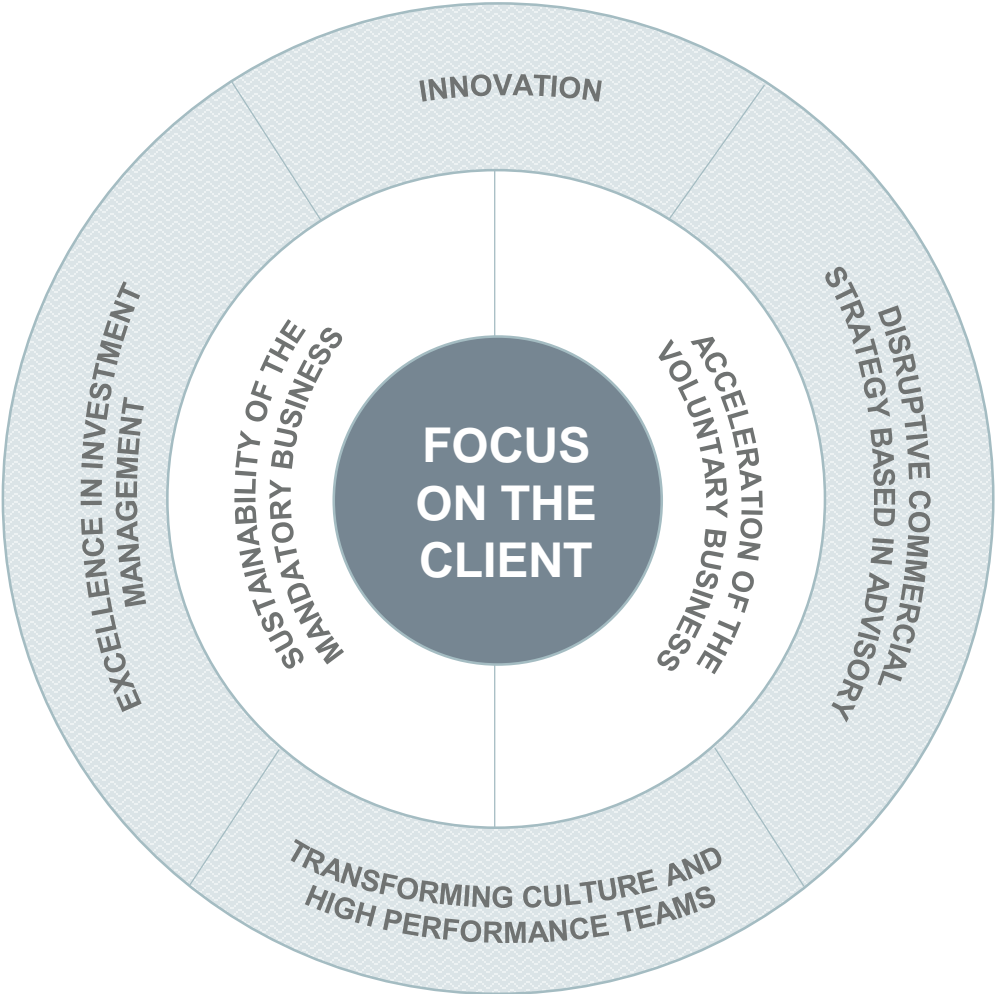 INNOVATION
DISRUPTIVE COMMERCIAL
STRATEGY BASED IN ADVISORY
TRANSFORMING CULTURE AND
HIGH PERFORMANCE TEAMS
EXCELLENCE IN INVESTMENT
MANAGEMENT
SUSTAINABILITY OF THE
MANDATORY BUSINESS
ACCELERATION OF THE
VOLUNTARY BUSINESS
FOCUS
ON THE
CLIENT